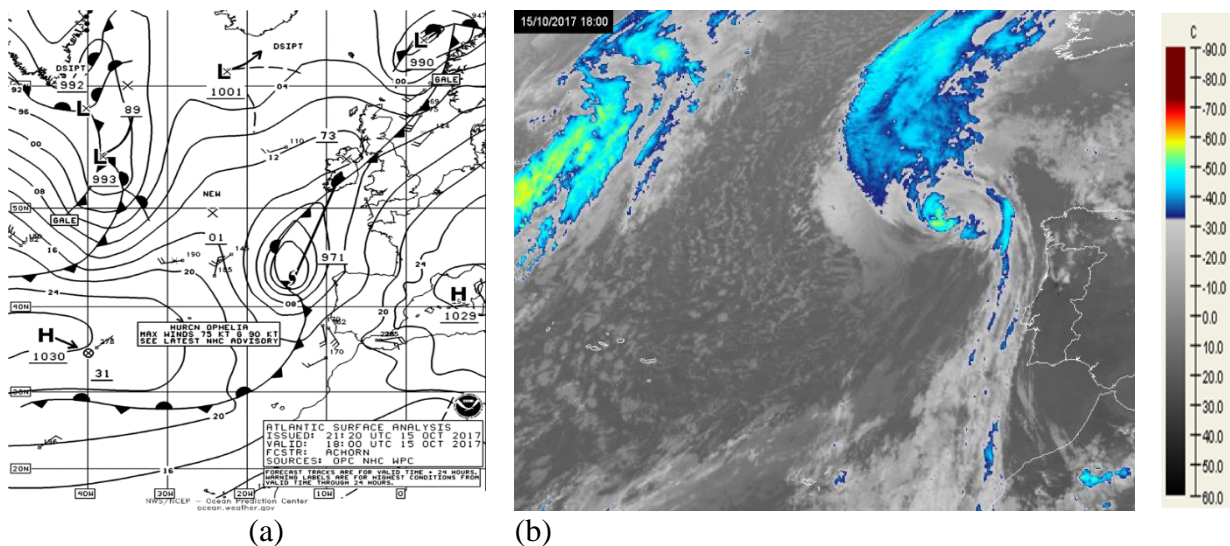 947
L
990
GALE
DSIPT
L
1001
04
00
DSIPT
992
92
L
89
96
00
L
993
08
GALE
50N
16
73
110
12
124
NEW
01
190
185
20
971
08
24
40N
H
1029
20
HURCN OPHELIA
MAX WINDS 75 KT G 90 KT
SEE LATEST NHC ADVISORY
H
1030
278
31
170
30N
20
16
20N
ATLANTIC SURFACE ANALYSIS
ISSUED: 21:20 UTC 15 OCT 2017
VALID: 18:00 UTC 15 OCT 2017
FCSTR: ACHORN
SOURCES: OPC NHC WPC
FORECAST TRACKS ARE FOR VALID TIME + 24 HOURS.
WARNING LABELS ARE FOR HIGHEST CONDITIONS FROM
VALID TIME THROUGH 24 HOURS.
40W
30W
20W
10W
0
NWS/NCEP – Ocean Prediction Center
ocean.weather.gov
(a)
15/10/2017 18:00
(b)
C
-90.0
-80.0
-70.0
-60.0
-50.0
-40.0
-30.0
-20.0
-10.0
0.0
10.0
20.0
30.0
40.0
50.0
60.0